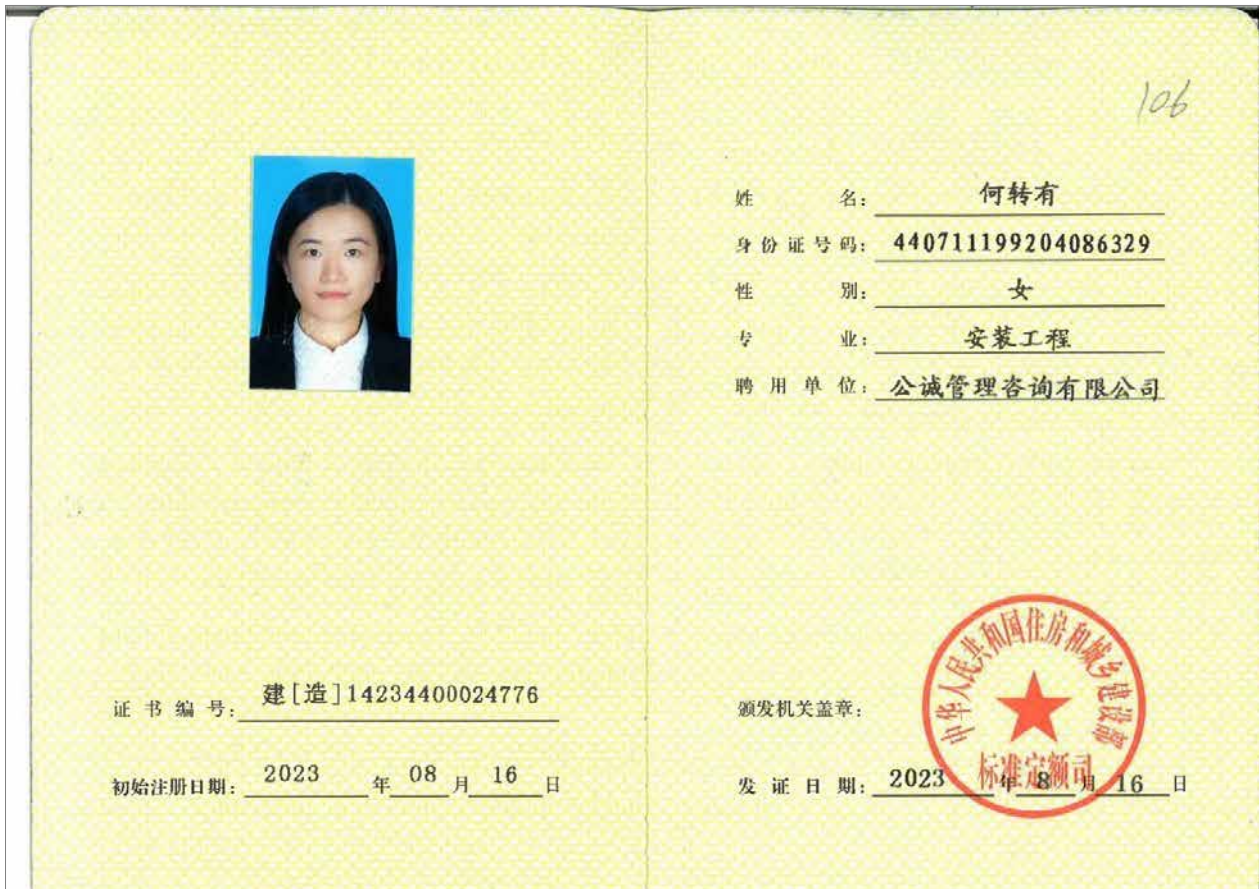 106
姓 名：何转有
身份证号码：440711199204086329
性 别：女
专 业：安装工程
聘用单位：公诚管理咨询有限公司
证书编号：建[造]14234400024776
初始注册日期：2023 年 08 月 16 日
颁发机关盖章：
中华人民共和国住房和城乡建设部
标准定额司
发证日期：2023 年 8 月 16 日